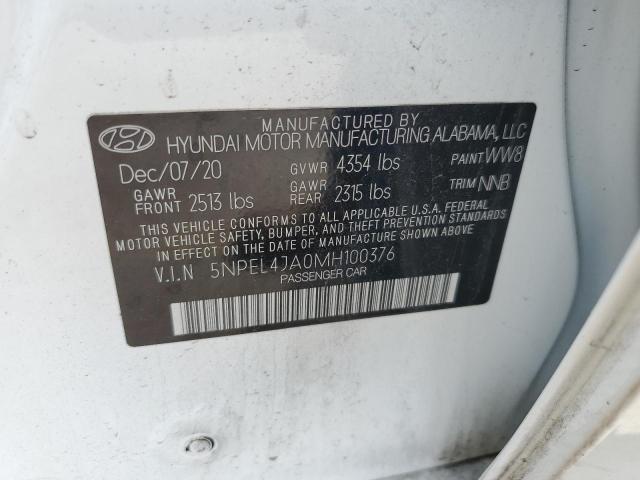 MANUFACTURED BY
HYUNDAI MOTOR MANUFACTURING ALABAMA, LLC
Dec/07/20 GVWR 4354 lbs PAINT WW8
GAWR FRONT 2513 lbs GAWR REAR 2315 lbs TRIM NNB
THIS VEHICLE CONFORMS TO ALL APPLICABLE U.S.A. FEDERAL
MOTOR VEHICLE SAFETY, BUMPER, AND THEFT PREVENTION STANDARDS
IN EFFECT ON THE DATE OF MANUFACTURE SHOWN ABOVE.
V.I.N 5NPEL4JA0MH100376
PASSENGER CAR